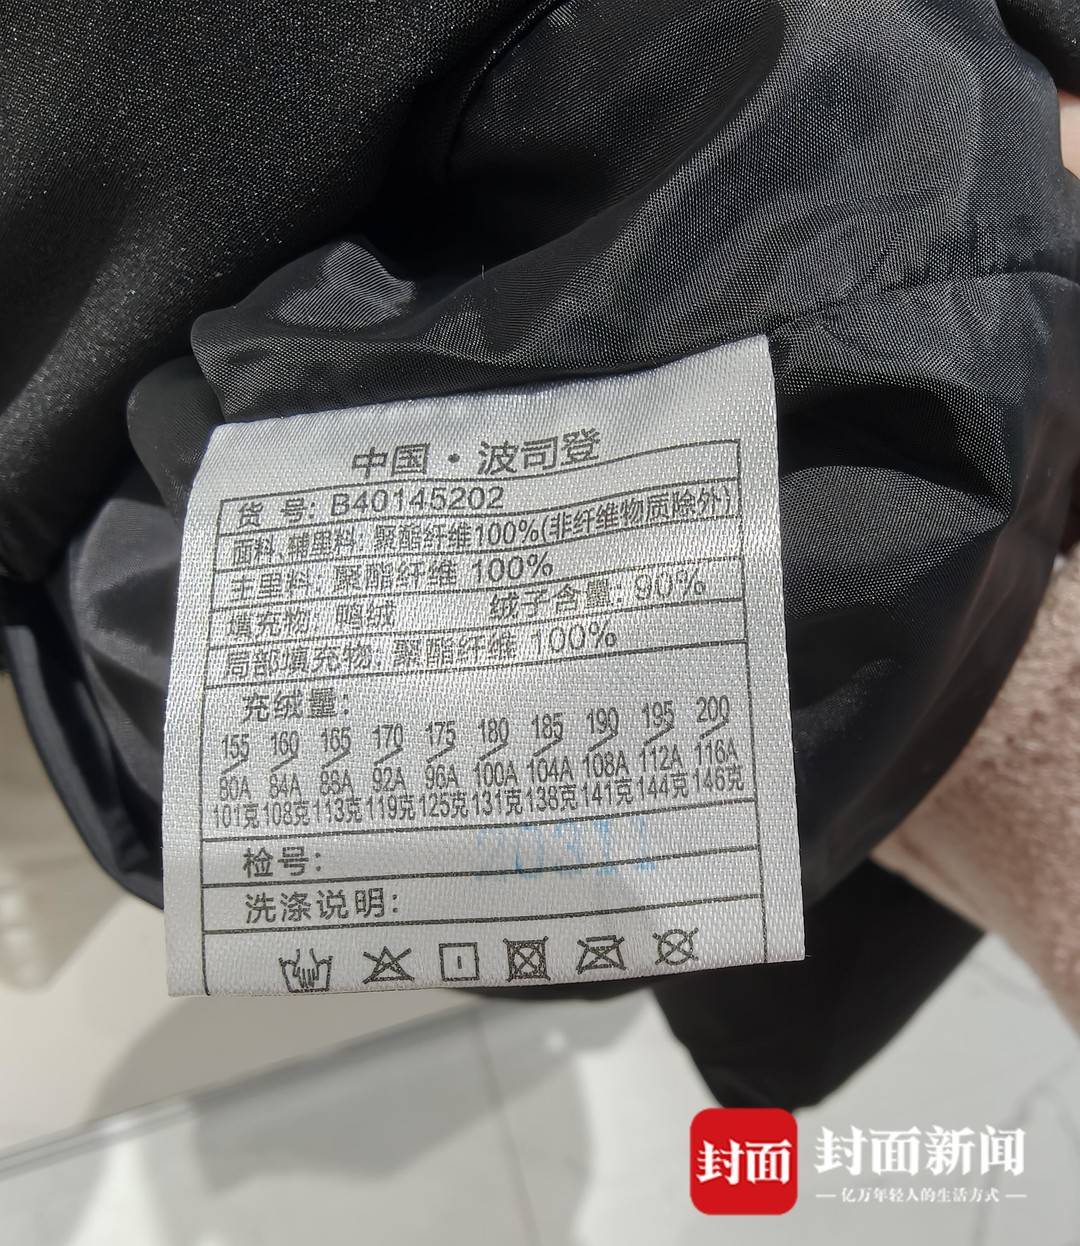 中国·波司登
货 号: B40145202
面料、辅里料: 聚酯纤维100%(非纤维物质除外)
主里料: 聚酯纤维 100%
填充物: 鸭绒 绒子含量: 90%
局部填充物: 聚酯纤维 100%
充绒量:
155 160 165 170 175 180 185 190 195 200
80A 84A 88A 92A 96A 100A 104A 108A 112A 116A
101克 108克 113克 119克 125克 131克 138克 141克 144克 146克
检号:
洗涤说明:
封面 封面新闻
亿万年轻人的生活方式